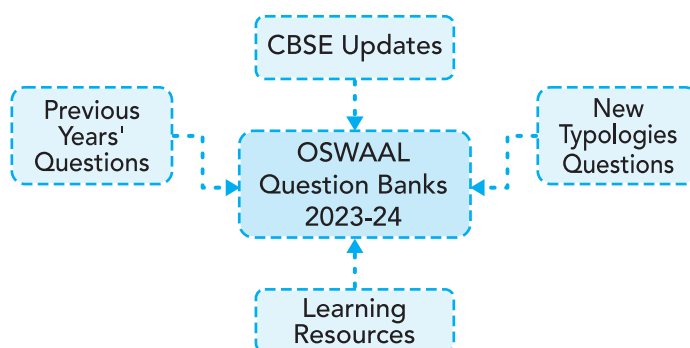 CBSE Updates
Previous
Years'
Questions
OSWAAL
Question Banks
2023-24
New
Typologies
Questions
Learning
Resources